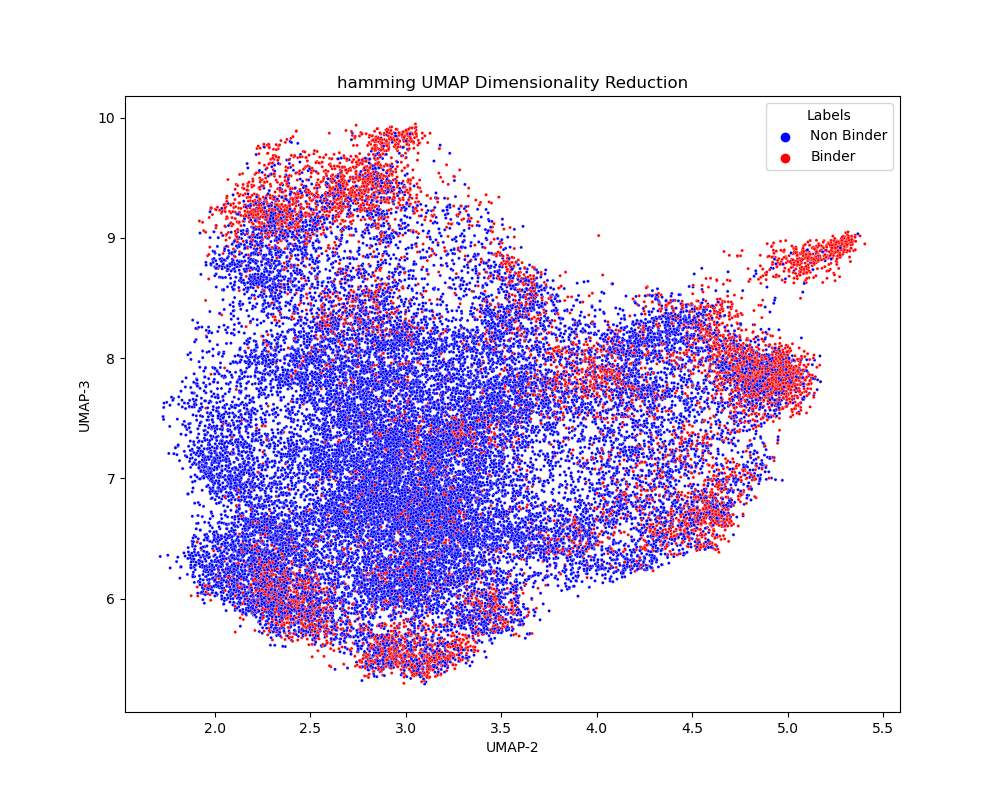 hamming UMAP Dimensionality Reduction
Labels
Non Binder
Binder
10
9
8
7
6
UMAP-3
2.0 2.5 3.0 3.5 4.0 4.5 5.0 5.5
UMAP-2